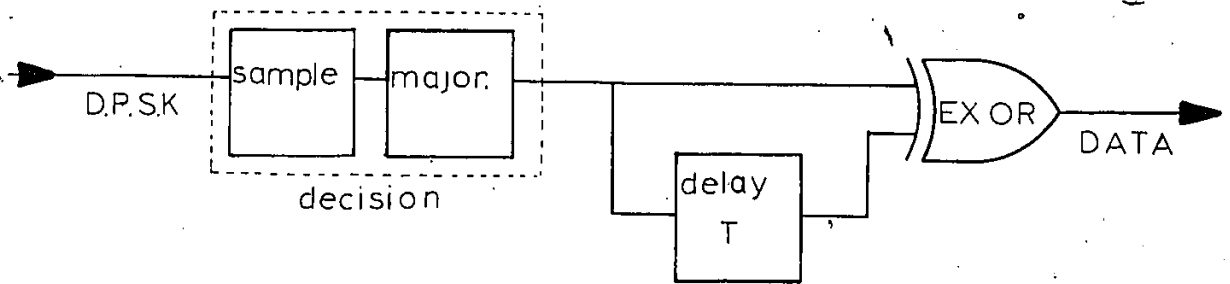 sample
major.
D.P.S.K
decision
delay
T
EX OR
DATA